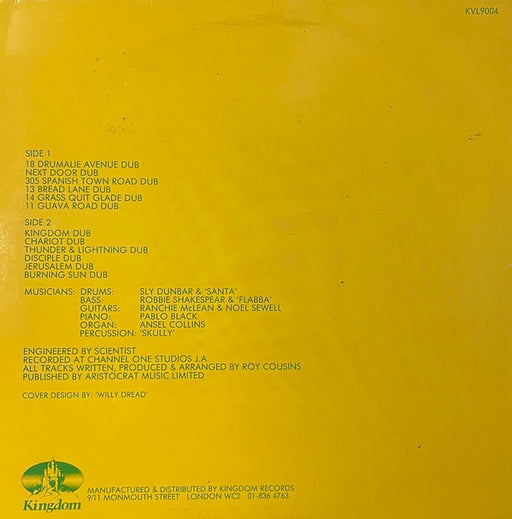 KVL9004
SIDE 1
18 DRUMALIE AVENUE DUB
NEXT DOOR DUB
305 SPANISH TOWN ROAD DUB
13 BREAD LANE DUB
14 GRASS QUIT GLADE DUB
11 GUAVA ROAD DUB
SIDE 2
KINGDOM DUB
CHARIOT DUB
THUNDER & LIGHTNING DUB
DISCIPLE DUB
JERUSALEM DUB
BURNING SUN DUB
MUSICIANS: DRUMS: SLY DUNBAR & 'SANTA'
BASS: ROBBIE SHAKESPEAR & 'FLABBA'
GUITARS: RANCHIE McLEAN & NOEL SEWELL
PIANO: PABLO BLACK
ORGAN: ANSEL COLLINS
PERCUSSION: 'SKULLY'
ENGINEERED BY SCIENTIST
RECORDED AT CHANNEL ONE STUDIOS J.A.
ALL TRACKS WRITTEN, PRODUCED & ARRANGED BY ROY COUSINS
PUBLISHED BY ARISTOCRAT MUSIC LIMITED
COVER DESIGN BY: 'WILLY DREAD'
Kingdom
MANUFACTURED & DISTRIBUTED BY KINGDOM RECORDS
9/11 MONMOUTH STREET LONDON WC2 01-836 4763